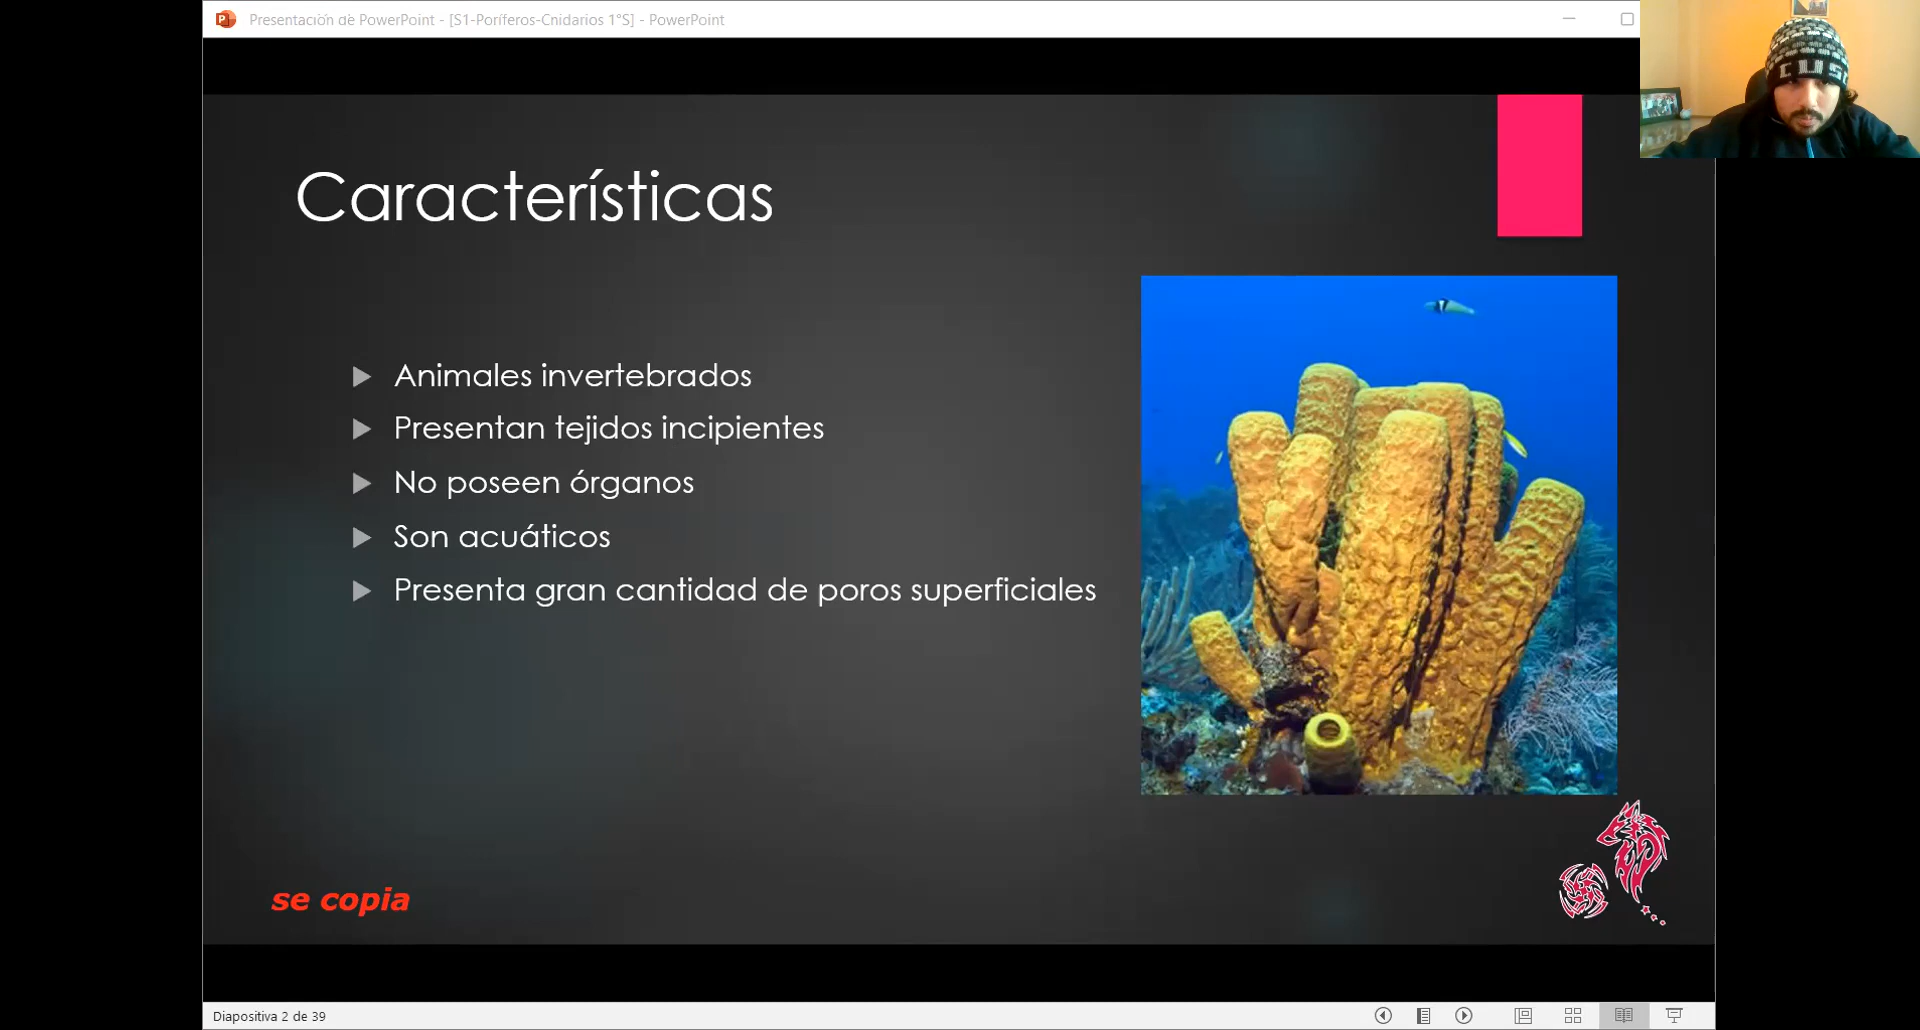 Presentación de PowerPoint - [S1-Poríferos-Cnidarios 1°S] - PowerPoint
Características
Animales invertebrados
Presentan tejidos incipientes
No poseen órganos
Son acuáticos
Presenta gran cantidad de poros superficiales
se copia
Diapositiva 2 de 39